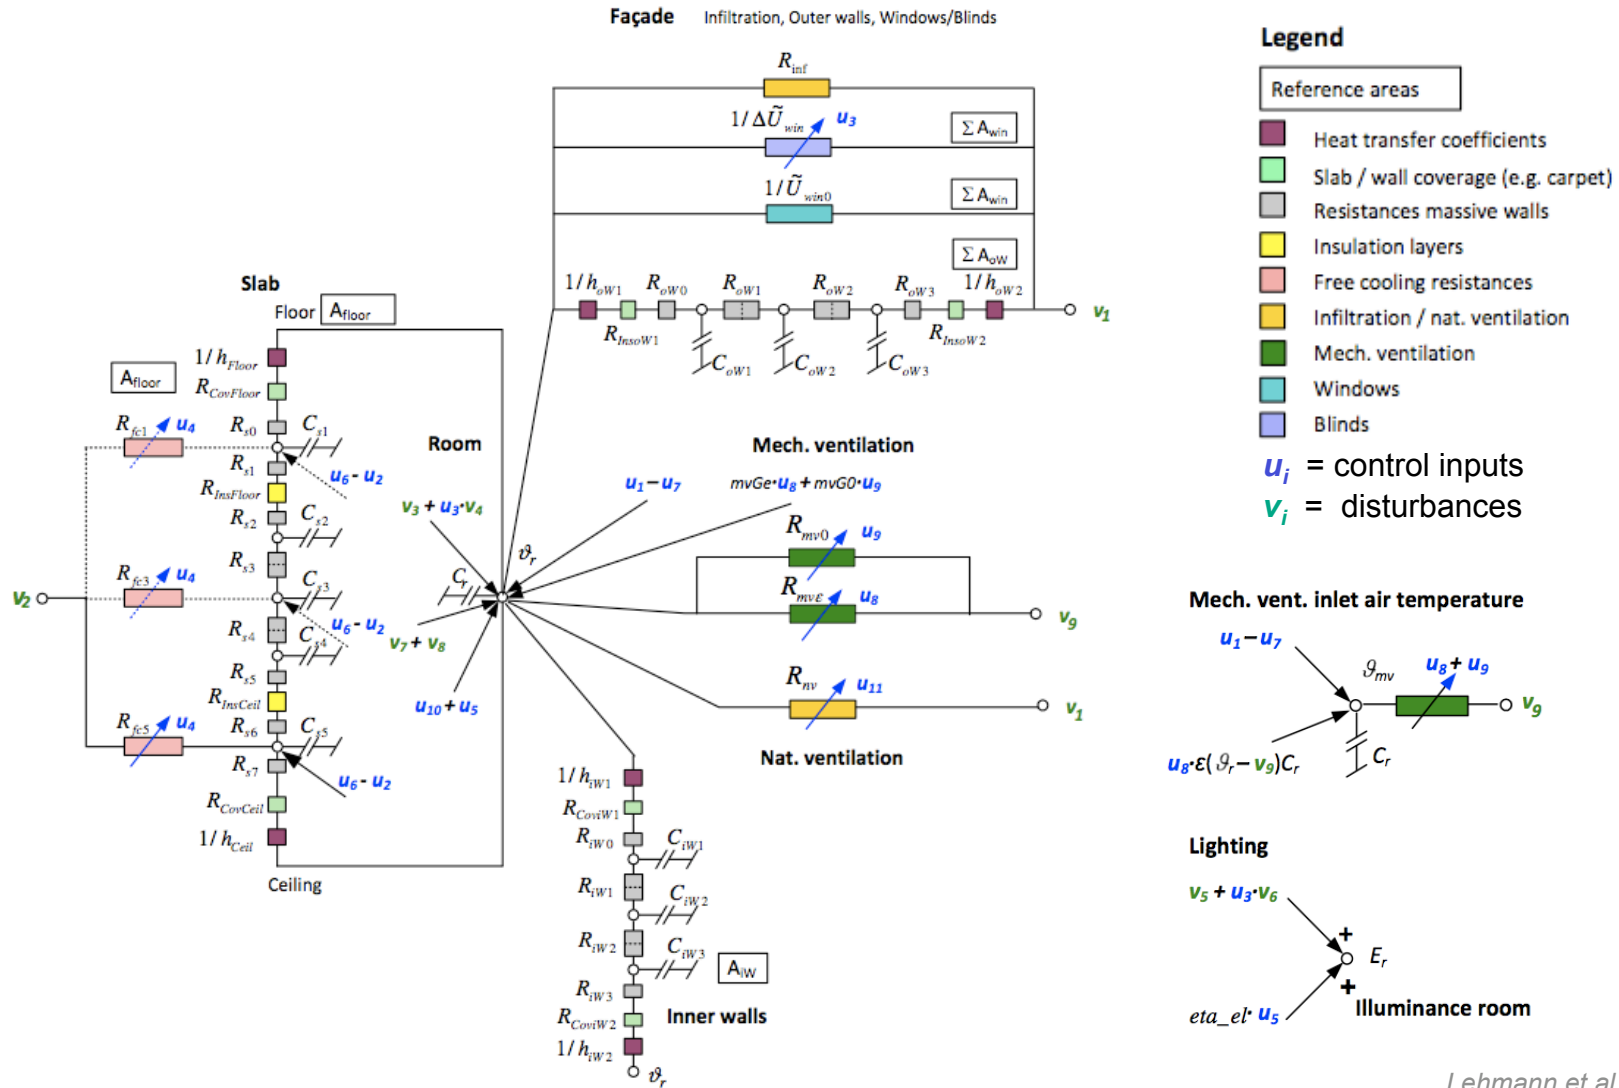 Façade Infiltration, Outer walls, Windows/Blinds
R_inf
1/ΔŨ_win u₃
ΣA_win
1/Ũ_win0
ΣA_win
ΣA_oW
1/h_oW1 R_oW0 R_oW1 R_oW2 R_oW3 1/h_oW2
v₁
R_InsoW1 R_InsoW2
C_oW1 C_oW2 C_oW3
Slab
Floor A_floor
A_floor
1/h_Floor
R_CovFloor
R_fc1 u₄
R_s0 C_s1
R_s1
u₆-u₂
R_InsFloor
R_s2 C_s2
R_s3
R_fc3 u₄
C_s3
v₂
u₆-u₂
R_s4 C_s4
R_s5
R_InsCeil
R_fc5 u₄
R_s6 C_s5
R_s7
u₆-u₂
R_CovCeil
1/h_Ceil
Ceiling
Room
v₃+u₃·v₄
ϑ_r
C_r
v₇+v₈
u₁₀+u₅
Mech. ventilation
u₁-u₇ mvGe·u₈+mvG0·u₉
R_mv0 u₉
R_mvε u₈
v₉
R_nv u₁₁
v₁
Nat. ventilation
1/h_iW1
R_CoviW1
R_iW0 C_iW1
R_iW1
C_iW2
R_iW2 C_iW3
A_iW
R_iW3
R_CoviW2 Inner walls
1/h_iW2
ϑ_r
Legend
Reference areas
Heat transfer coefficients
Slab / wall coverage (e.g. carpet)
Resistances massive walls
Insulation layers
Free cooling resistances
Infiltration / nat. ventilation
Mech. ventilation
Windows
Blinds
u_i = control inputs
v_i = disturbances
Mech. vent. inlet air temperature
u₁-u₇
ϑ_mv u₈+u₉
v₉
u₈·ε(ϑ_r-v₉)C_r
C_r
Lighting
v₅+u₃·v₆
+
E_r
+
Illuminance room
eta_el·u₅
Lehmann et al